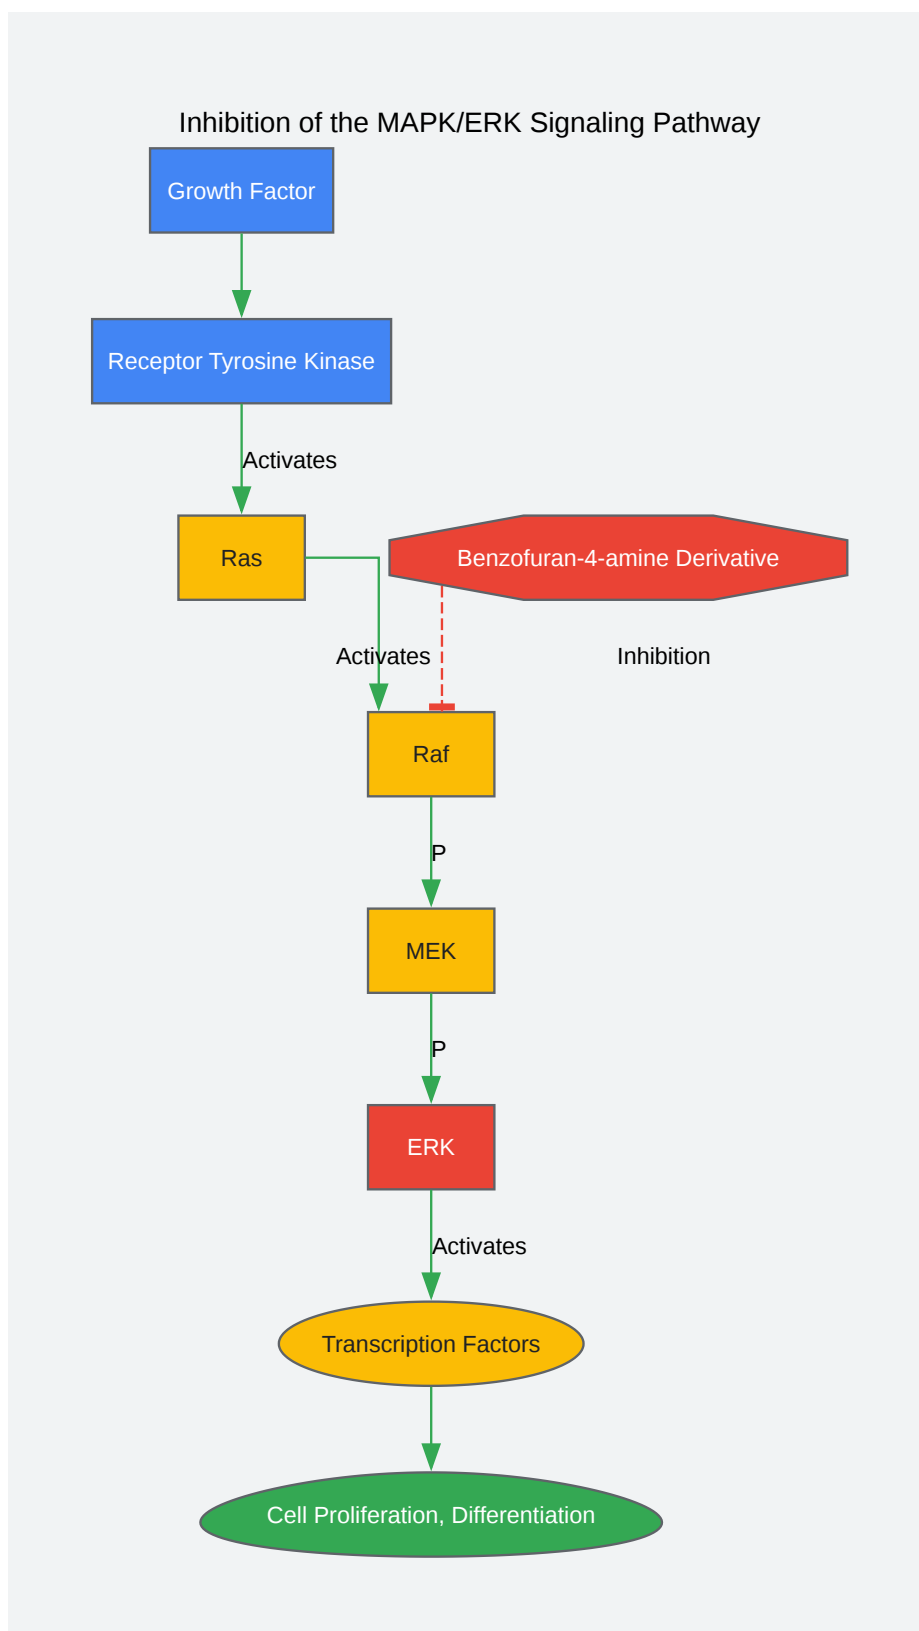 Inhibition of the MAPK/ERK Signaling Pathway
Growth Factor
Receptor Tyrosine Kinase
Activates
Ras
Benzofuran-4-amine Derivative
Activates
Inhibition
Raf
P
MEK
P
ERK
Activates
Transcription Factors
Cell Proliferation, Differentiation